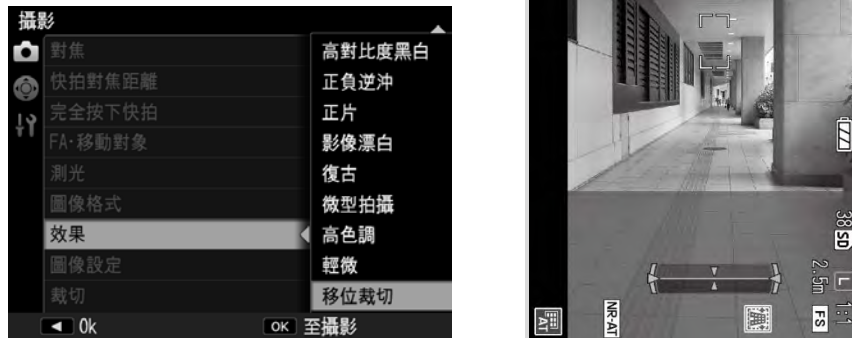 攝影
對焦
快拍對焦距離
完全按下快拍
FA·移動對象
測光
圖像格式
效果
圖像設定
裁切
高對比度黑白
正負逆沖
正片
影像漂白
復古
微型拍攝
高色調
輕微
移位裁切
◀ Ok
OK 至攝影
38 SD
2.5m L 1:1
FS
NR-AT
AT